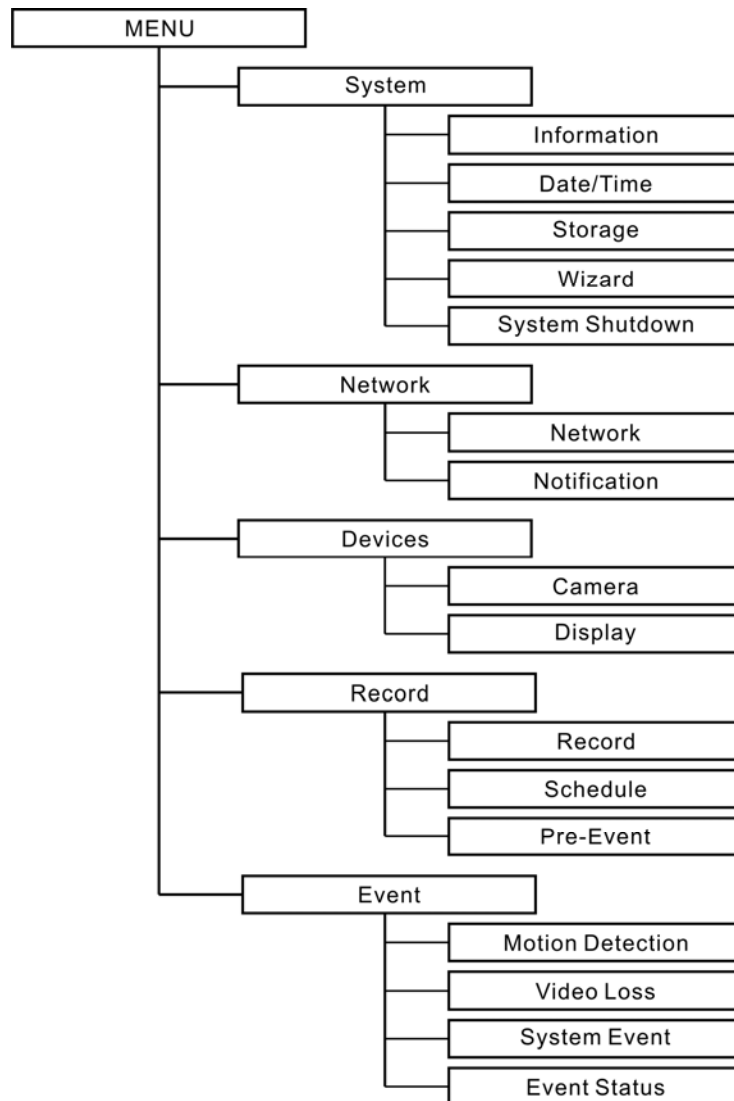 MENU
System
Information
Date/Time
Storage
Wizard
System Shutdown
Network
Network
Notification
Devices
Camera
Display
Record
Record
Schedule
Pre-Event
Event
Motion Detection
Video Loss
System Event
Event Status